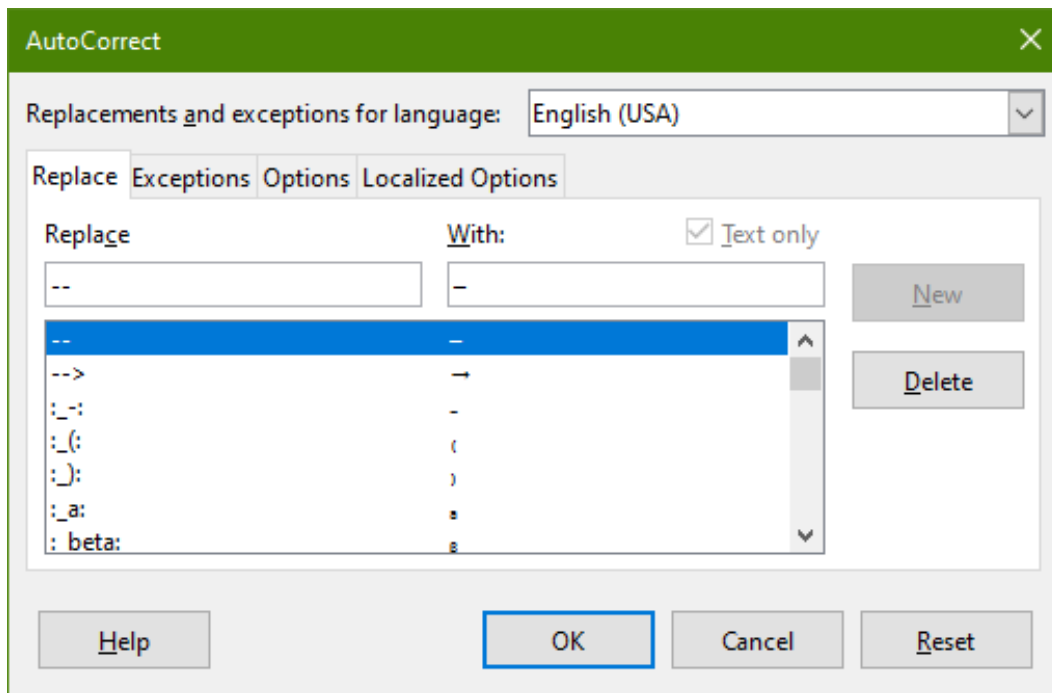 AutoCorrect
Replacements and exceptions for language: English (USA)
Replace Exceptions Options Localized Options
Replace With: Text only
-- –
New
-- –
--> →
Delete
:_-: ₋
:_(: ₍
:_): ₎
:_a: ₐ
:_beta: ᵦ
Help OK Cancel Reset